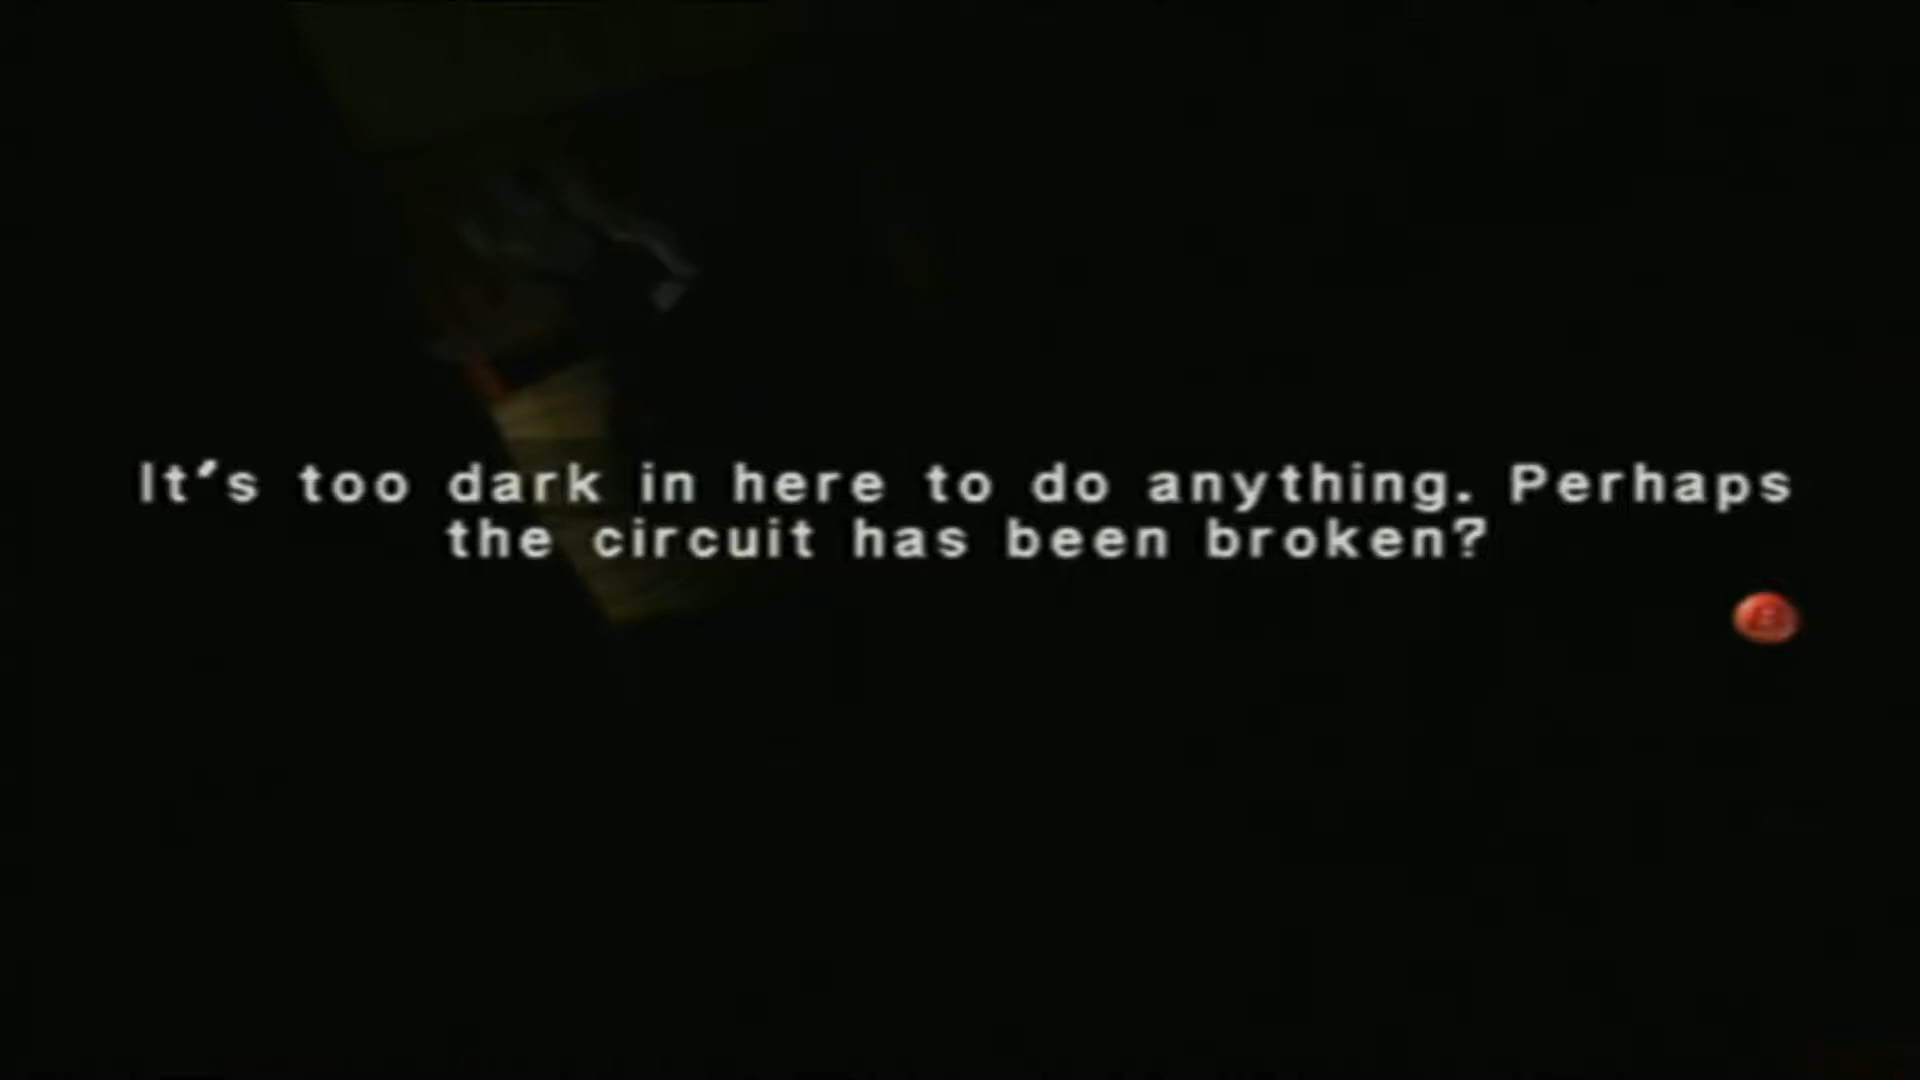 It's too dark in here to do anything. Perhaps
the circuit has been broken?